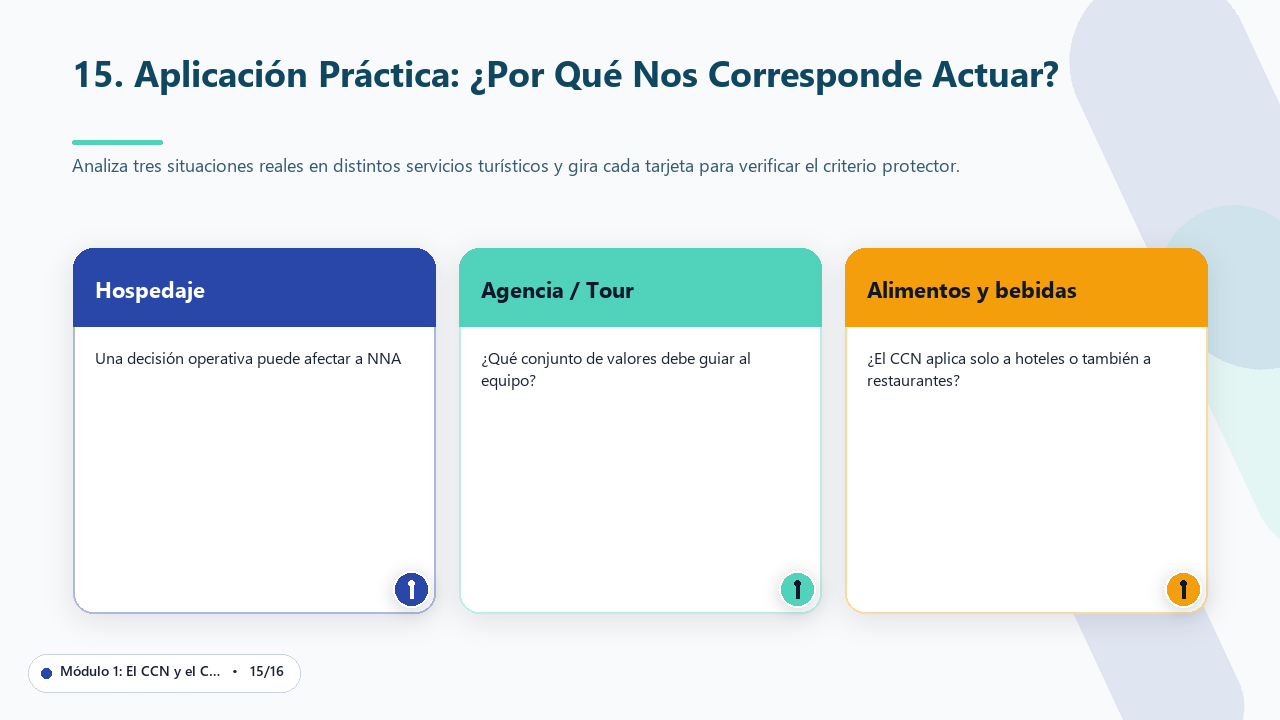 15. Aplicación Práctica: ¿Por Qué Nos Corresponde Actuar?
Analiza tres situaciones reales en distintos servicios turísticos y gira cada tarjeta para verificar el criterio protector.
Hospedaje
Una decisión operativa puede afectar a NNA
Agencia / Tour
¿Qué conjunto de valores debe guiar al
equipo?
Alimentos y bebidas
¿El CCN aplica solo a hoteles o también a
restaurantes?
Módulo 1: El CCN y el C... • 15/16